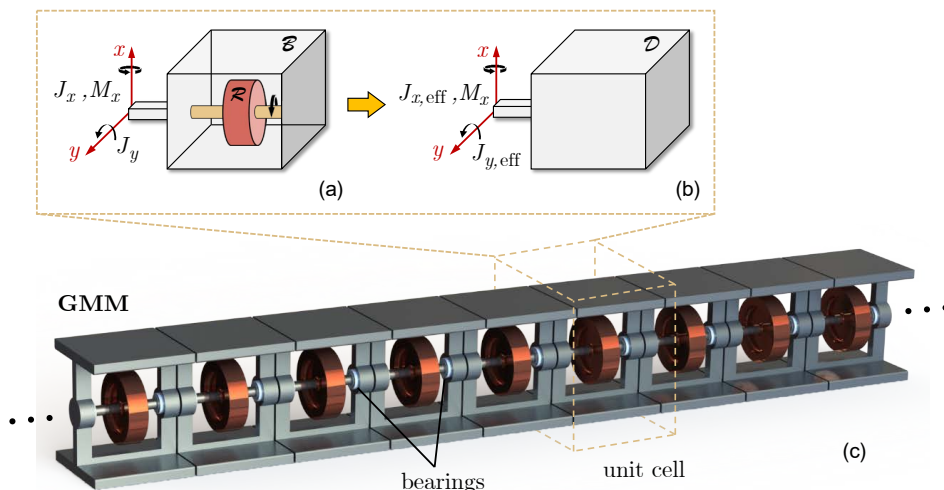 x
J_x , M_x
y
J_y
ℬ
ℛ
(a)
x
J_{x,eff} , M_x
y
J_{y,eff}
𝒟
(b)
GMM
bearings
unit cell
(c)